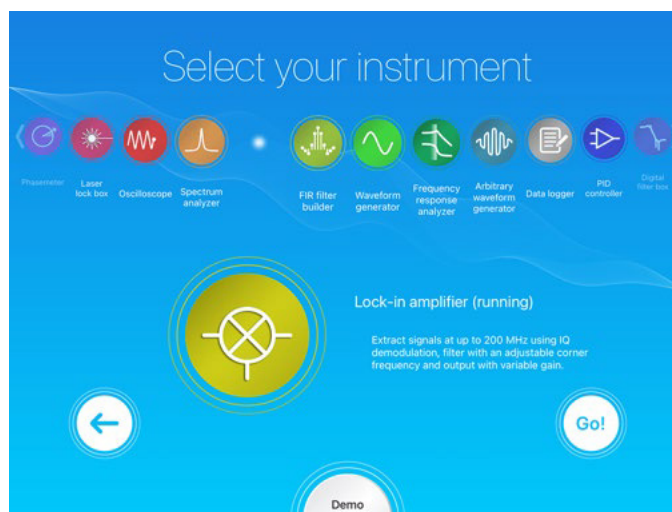 Select your instrument
Phasemeter
Laser
lock box
Oscilloscope
Spectrum
analyzer
FIR filter
builder
Waveform
generator
Frequency
response
analyzer
Arbitrary
waveform
generator
Data logger
PID
controller
Digital
filter box
Lock-in amplifier (running)
Extract signals at up to 200 MHz using IQ
demodulation, filter with an adjustable corner
frequency and output with variable gain.
Go!
Demo